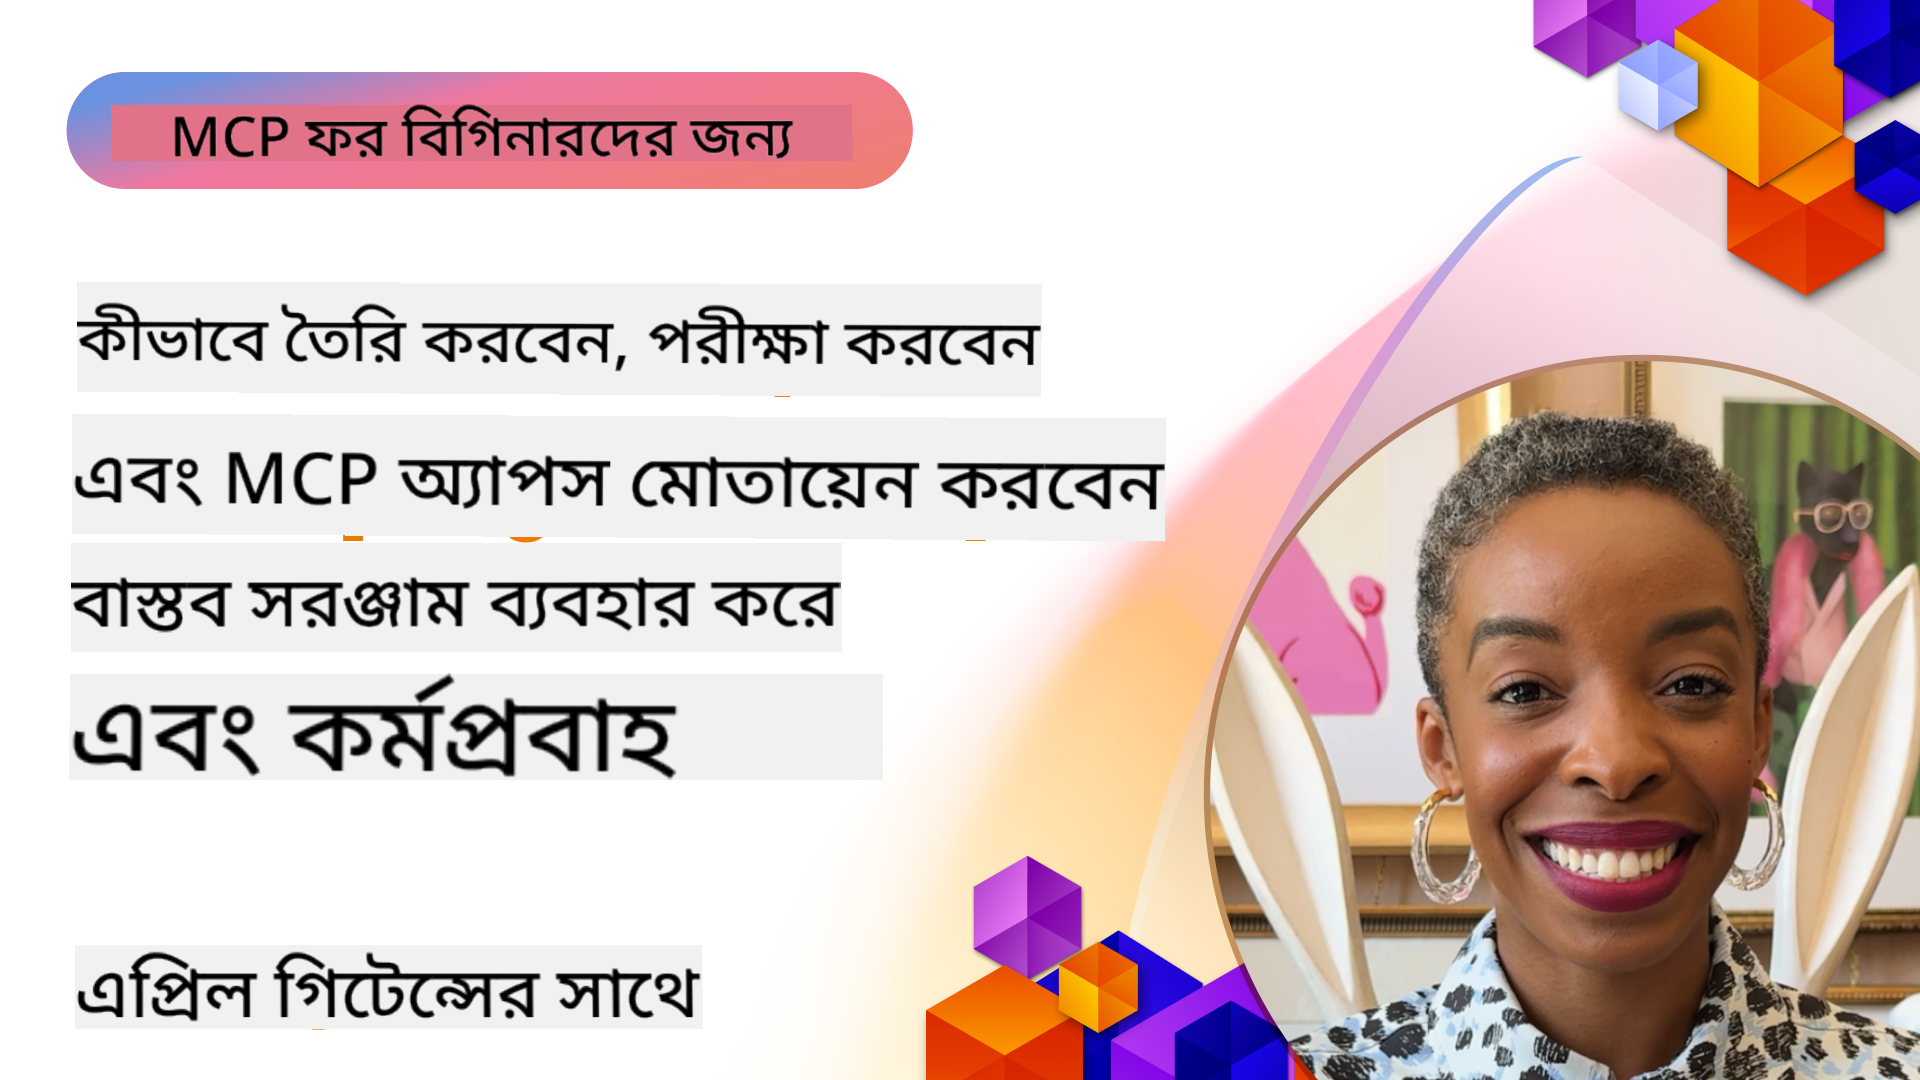 MCP ফর বিগিনারদের জন্য
কীভাবে তৈরি করবেন, পরীক্ষা করবেন
এবং MCP অ্যাপস মোতায়েন করবেন
বাস্তব সরঞ্জাম ব্যবহার করে
এবং কর্মপ্রবাহ
এপ্রিল গিটেন্সের সাথে